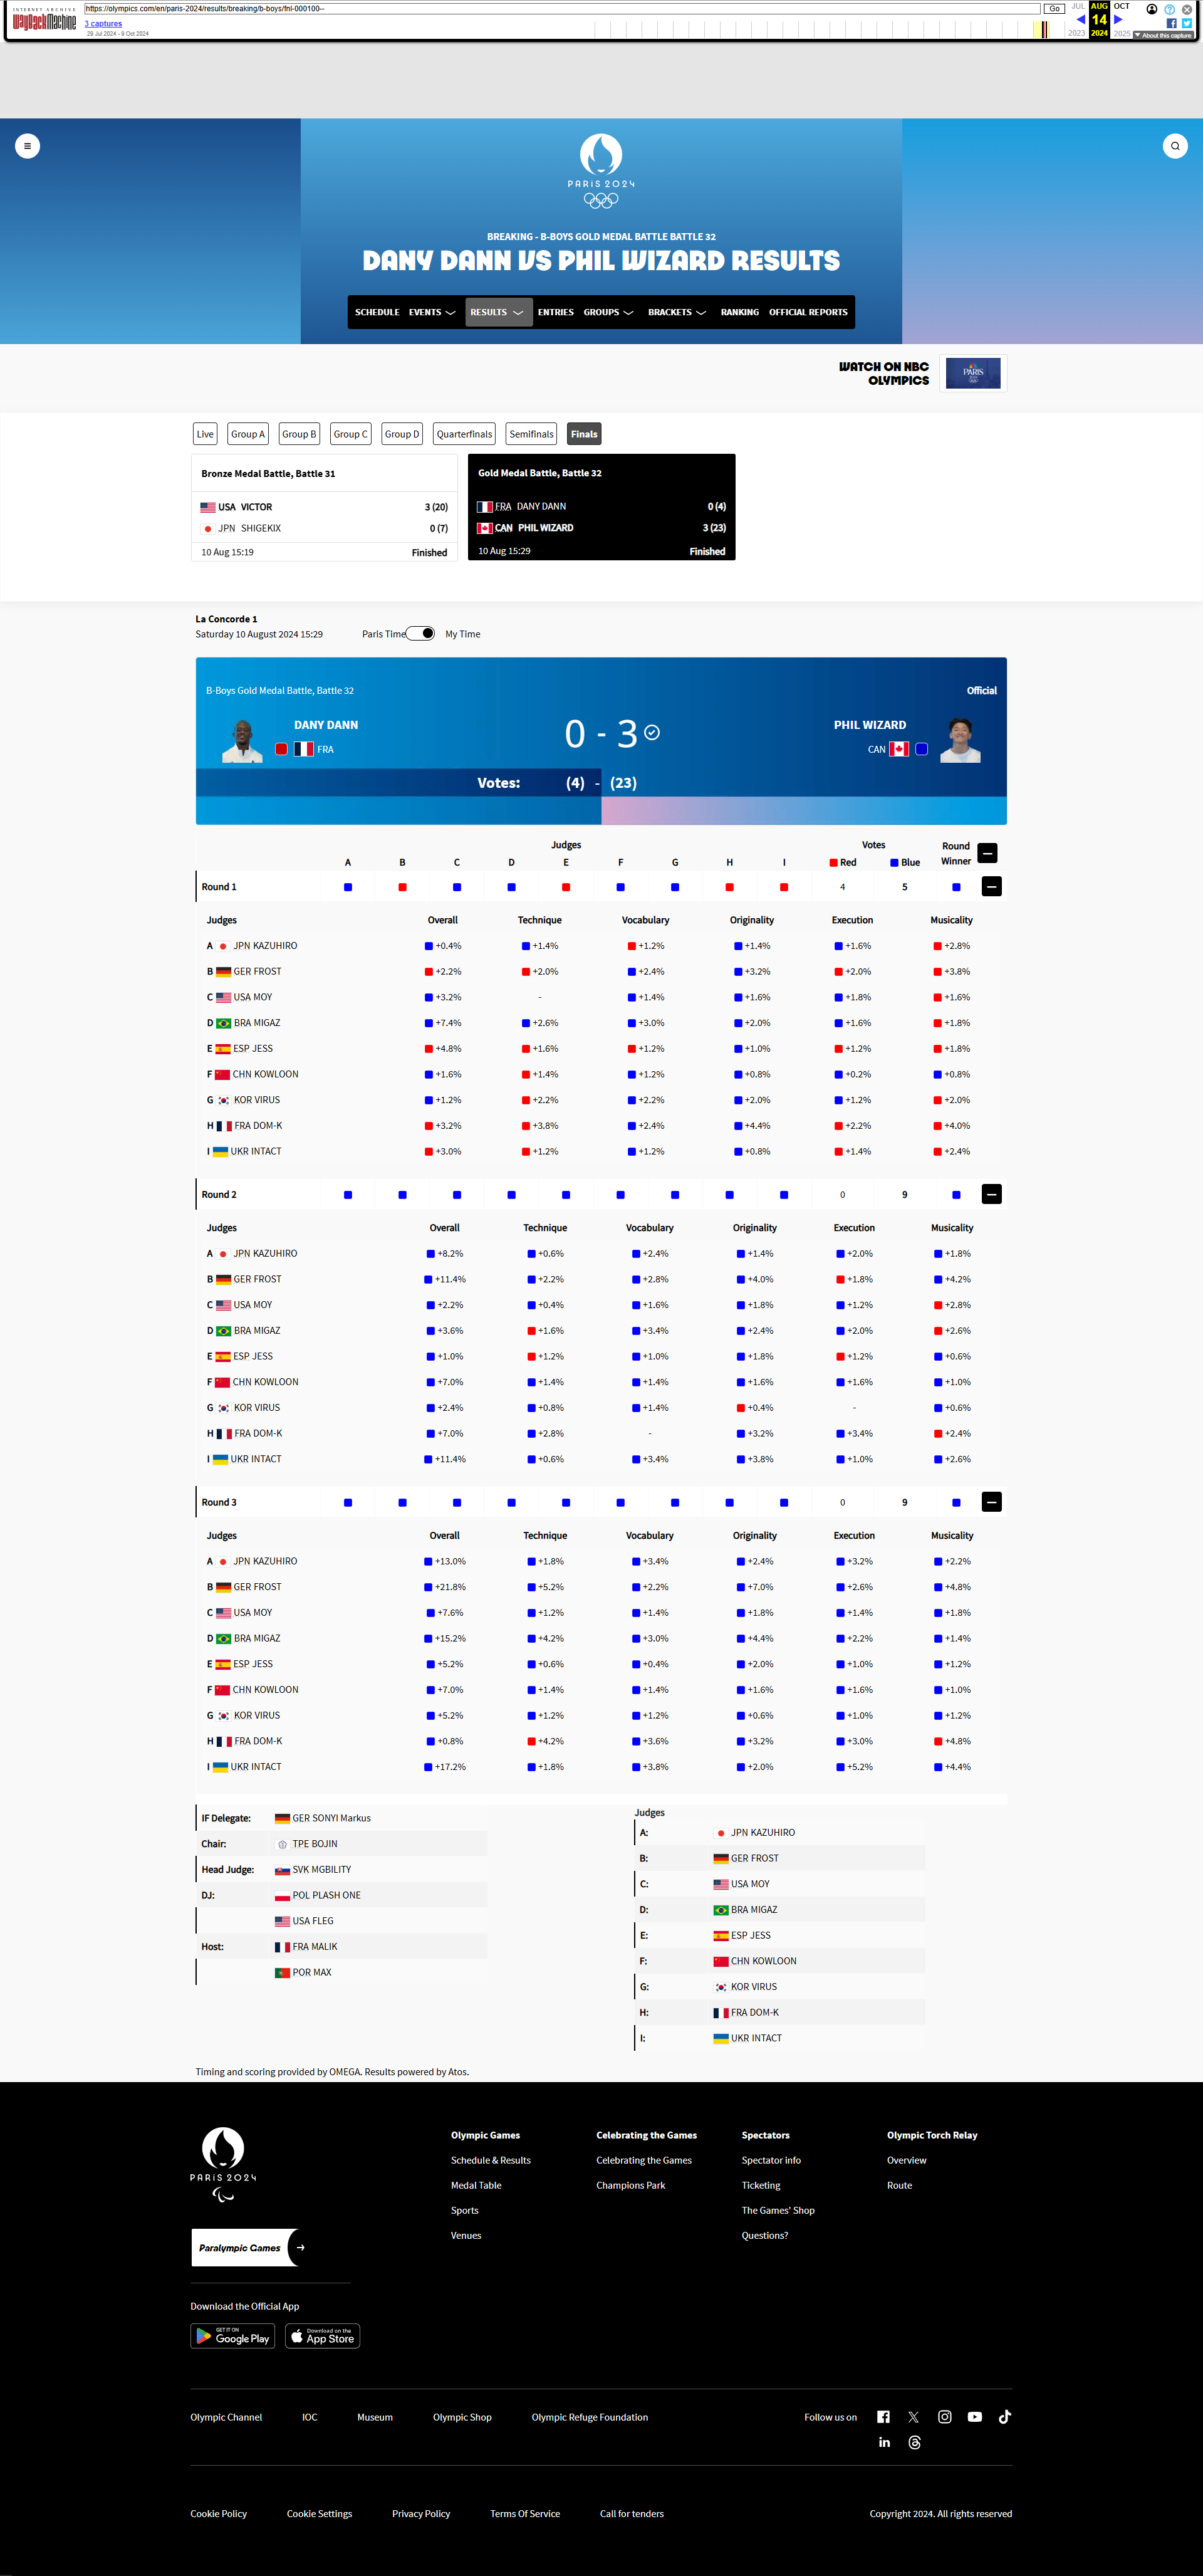 INTERNET ARCHIVE
WayBackMachine
https://olympics.com/en/paris-2024/results/breaking/b-boys/fnl-000100--
Go
JUL AUG OCT
3 captures
14
29 Jul 2024 - 9 Oct 2024
2023 2024 2025
About this capture
PARIS 2024
BREAKING - B-BOYS GOLD MEDAL BATTLE BATTLE 32
DANY DANN VS PHIL WIZARD RESULTS
SCHEDULE EVENTS RESULTS ENTRIES GROUPS BRACKETS RANKING OFFICIAL REPORTS
WATCH ON NBC
OLYMPICS
PARIS
Live Group A Group B Group C Group D Quarterfinals Semifinals Finals
Bronze Medal Battle, Battle 31
USA VICTOR 3 (20)
JPN SHIGEKIX 0 (7)
10 Aug 15:19 Finished
Gold Medal Battle, Battle 32
FRA DANY DANN 0 (4)
CAN PHIL WIZARD 3 (23)
10 Aug 15:29 Finished
La Concorde 1
Saturday 10 August 2024 15:29 Paris Time My Time
B-Boys Gold Medal Battle, Battle 32 Official
DANY DANN 0 - 3 PHIL WIZARD
FRA CAN
Votes: (4) - (23)
Judges Votes Round
A B C D E F G H I Red Blue Winner
Round 1 4 5
Judges Overall Technique Vocabulary Originality Execution Musicality
A JPN KAZUHIRO +0.4% +1.4% +1.2% +1.4% +1.6% +2.8%
B GER FROST +2.2% +2.0% +2.4% +3.2% +2.0% +3.8%
C USA MOY +3.2% - +1.4% +1.6% +1.8% +1.6%
D BRA MIGAZ +7.4% +2.6% +3.0% +2.0% +1.6% +1.8%
E ESP JESS +4.8% +1.6% +1.2% +1.0% +1.2% +1.8%
F CHN KOWLOON +1.6% +1.4% +1.2% +0.8% +0.2% +0.8%
G KOR VIRUS +1.2% +2.2% +2.2% +2.0% +1.2% +2.0%
H FRA DOM-K +3.2% +3.8% +2.4% +4.4% +2.2% +4.0%
I UKR INTACT +3.0% +1.2% +1.2% +0.8% +1.4% +2.4%
Round 2 0 9
Judges Overall Technique Vocabulary Originality Execution Musicality
A JPN KAZUHIRO +8.2% +0.6% +2.4% +1.4% +2.0% +1.8%
B GER FROST +11.4% +2.2% +2.8% +4.0% +1.8% +4.2%
C USA MOY +2.2% +0.4% +1.6% +1.8% +1.2% +2.8%
D BRA MIGAZ +3.6% +1.6% +3.4% +2.4% +2.0% +2.6%
E ESP JESS +1.0% +1.2% +1.0% +1.8% +1.2% +0.6%
F CHN KOWLOON +7.0% +1.4% +1.4% +1.6% +1.6% +1.0%
G KOR VIRUS +2.4% +0.8% +1.4% +0.4% - +0.6%
H FRA DOM-K +7.0% +2.8% - +3.2% +3.4% +2.4%
I UKR INTACT +11.4% +0.6% +3.4% +3.8% +1.0% +2.6%
Round 3 0 9
Judges Overall Technique Vocabulary Originality Execution Musicality
A JPN KAZUHIRO +13.0% +1.8% +3.4% +2.4% +3.2% +2.2%
B GER FROST +21.8% +5.2% +2.2% +7.0% +2.6% +4.8%
C USA MOY +7.6% +1.2% +1.4% +1.8% +1.4% +1.8%
D BRA MIGAZ +15.2% +4.2% +3.0% +4.4% +2.2% +1.4%
E ESP JESS +5.2% +0.6% +0.4% +2.0% +1.0% +1.2%
F CHN KOWLOON +7.0% +1.4% +1.4% +1.6% +1.6% +1.0%
G KOR VIRUS +5.2% +1.2% +1.2% +0.6% +1.0% +1.2%
H FRA DOM-K +0.8% +4.2% +3.6% +3.2% +3.0% +4.8%
I UKR INTACT +17.2% +1.8% +3.8% +2.0% +5.2% +4.4%
IF Delegate: GER SONYI Markus
Chair: TPE BOJIN
Head Judge: SVK MGBILITY
DJ: POL PLASH ONE
USA FLEG
Host: FRA MALIK
POR MAX
Judges
A: JPN KAZUHIRO
B: GER FROST
C: USA MOY
D: BRA MIGAZ
E: ESP JESS
F: CHN KOWLOON
G: KOR VIRUS
H: FRA DOM-K
I: UKR INTACT
Timing and scoring provided by OMEGA. Results powered by Atos.
PARIS 2024
Paralympic Games
Olympic Games
Schedule & Results
Medal Table
Sports
Venues
Celebrating the Games
Celebrating the Games
Champions Park
Spectators
Spectator info
Ticketing
The Games' Shop
Questions?
Olympic Torch Relay
Overview
Route
Download the Official App
GET IT ON
Google Play
Download on the
App Store
Olympic Channel IOC Museum Olympic Shop Olympic Refuge Foundation Follow us on
Cookie Policy Cookie Settings Privacy Policy Terms Of Service Call for tenders Copyright 2024. All rights reserved